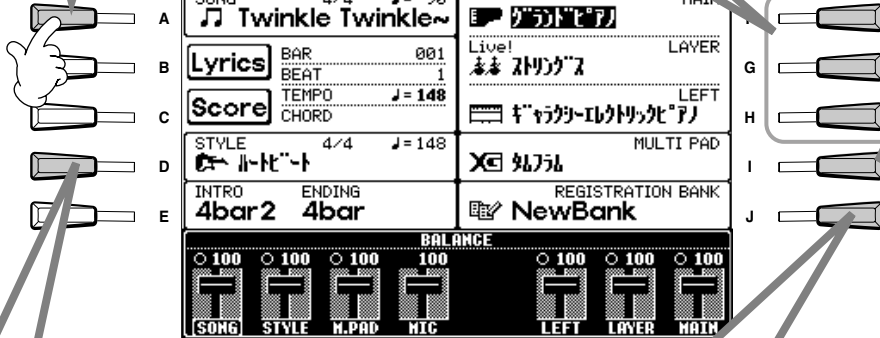 A
Twinkle Twinkle~
グランドピアノ
B
Lyrics
BAR 001
BEAT 1
Live!
LAYER
ストリングス
G
C
Score
TEMPO ♩=148
CHORD
LEFT
ギャラクシーエレクトリックピアノ
H
D
STYLE 4/4 ♩=148
ハートビート
MULTI PAD
タムフラム
I
E
INTRO ENDING
4bar2 4bar
REGISTRATION BANK
NewBank
J
BALANCE
100 100 100 100 100 100 100
SONG STYLE M.PAD MIC LEFT LAYER MAIN